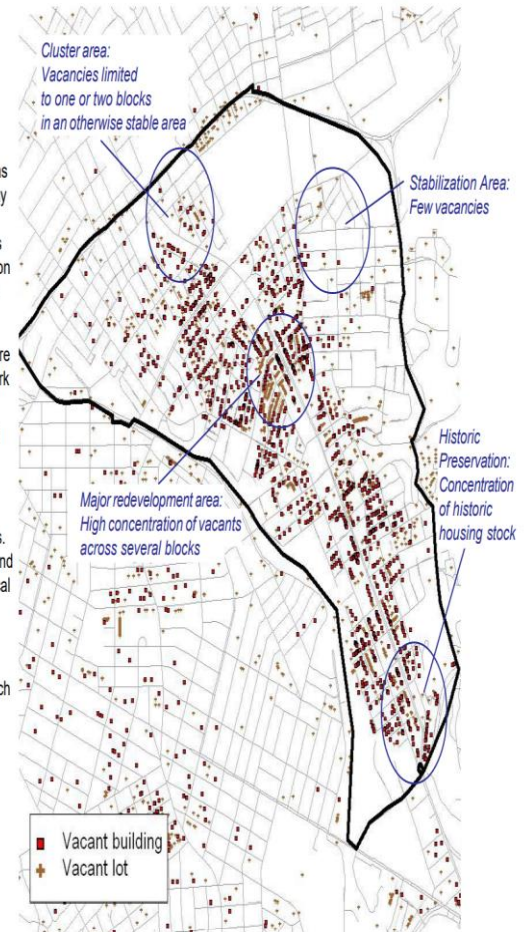 Cluster area:
Vacancies limited
to one or two blocks
in an otherwise stable area
Stabilization Area:
Few vacancies
Historic
Preservation:
Concentration
of historic
housing stock
Major redevelopment area:
High concentration of vacants
across several blocks
Vacant building
Vacant lot